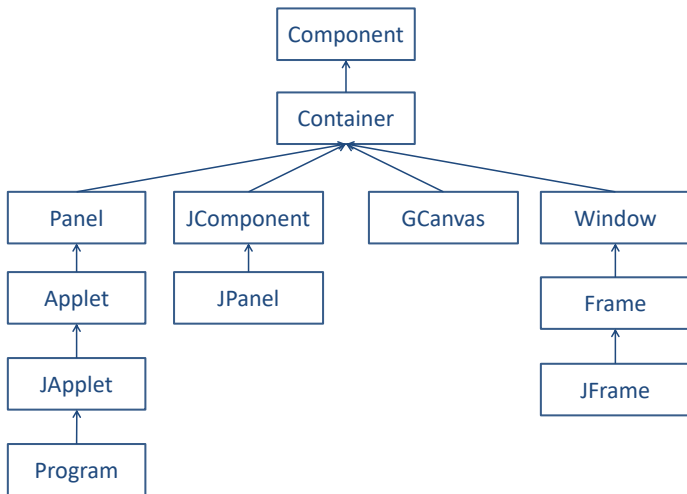 Component
Container
Panel
JComponent
GCanvas
Window
Applet
JPanel
Frame
JApplet
JFrame
Program